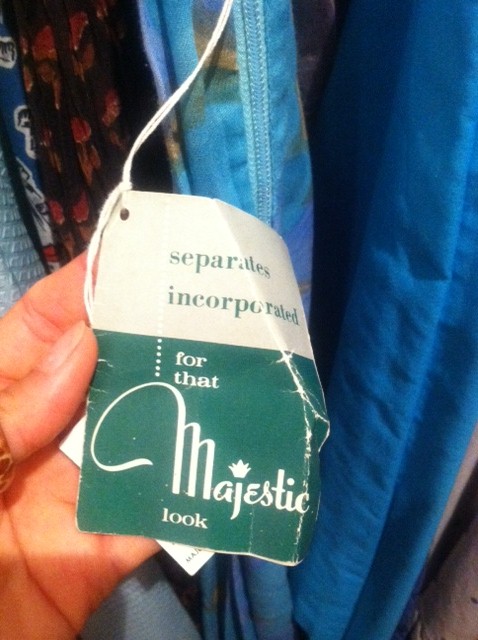 separates
incorporated
for
that
Majestic
look